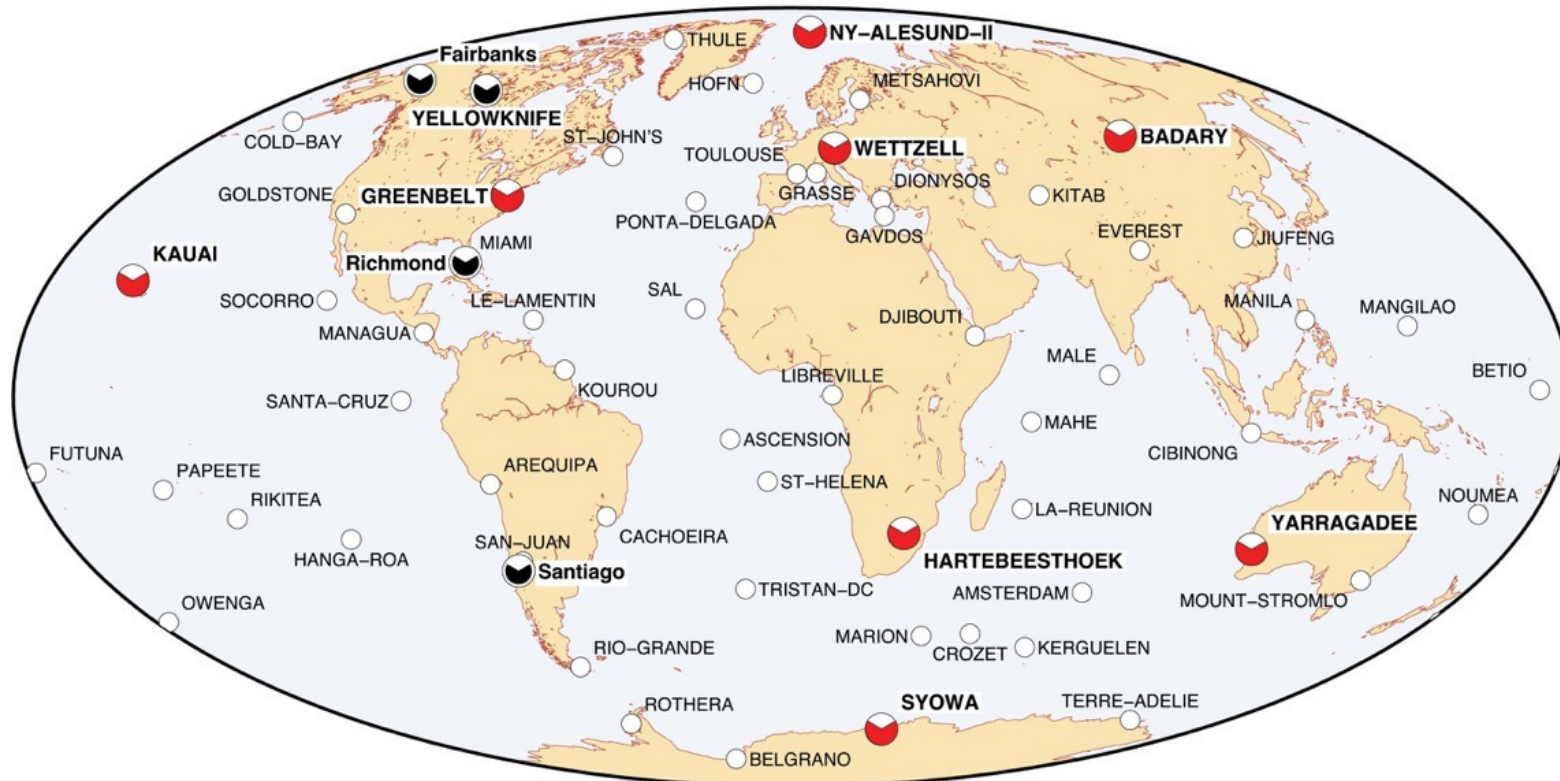 THULE
NY–ALESUND–II
Fairbanks
HOFN
METSAHOVI
YELLOWKNIFE
COLD–BAY
ST–JOHN'S
BADARY
WETTZELL
TOULOUSE
GOLDSTONE
GREENBELT
GRASSE
DIONYSOS
KITAB
PONTA–DELGADA
GAVDOS
EVEREST
JIUFENG
MIAMI
KAUAI
Richmond
SAL
SOCORRO
LE–LAMENTIN
MANILA
MANGILAO
DJIBOUTI
MANAGUA
MALE
BETIO
LIBREVILLE
KOUROU
SANTA–CRUZ
MAHE
ASCENSION
CIBINONG
FUTUNA
PAPEETE
AREQUIPA
ST–HELENA
RIKITEA
NOUMEA
LA–REUNION
YARRAGADEE
CACHOEIRA
SAN–JUAN
HANGA–ROA
HARTEBEESTHOEK
Santiago
TRISTAN–DC
AMSTERDAM
MOUNT–STROMLO
OWENGA
MARION
CROZET
KERGUELEN
RIO–GRANDE
SYOWA
TERRE–ADELIE
ROTHERA
BELGRANO